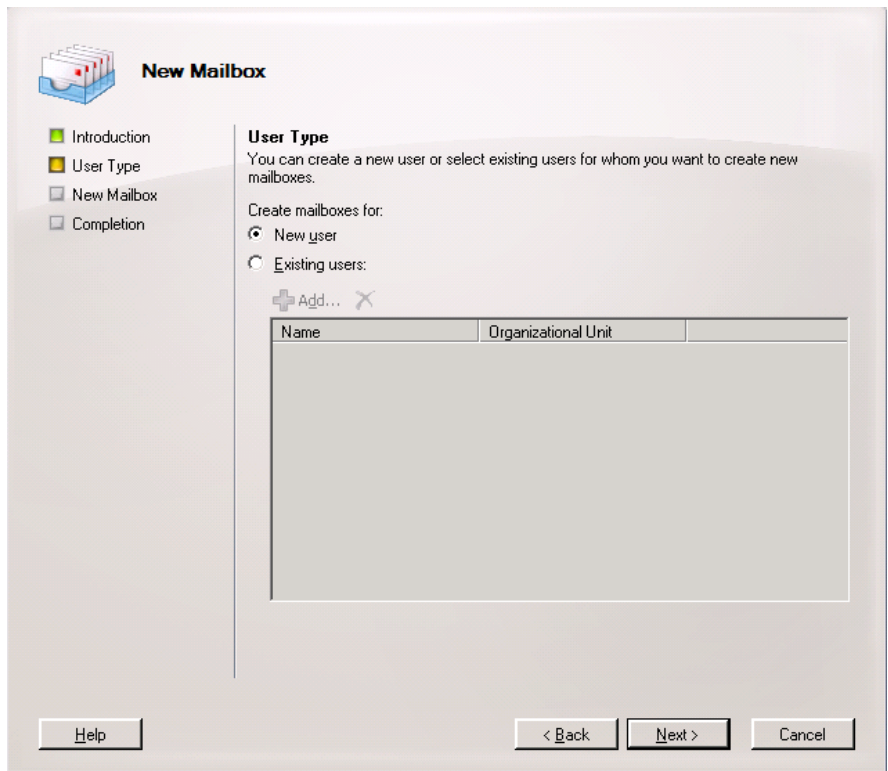 New Mailbox
Introduction
User Type
New Mailbox
Completion
User Type
You can create a new user or select existing users for whom you want to create new
mailboxes.
Create mailboxes for:
New user
Existing users:
Add...
Name Organizational Unit
Help < Back Next > Cancel